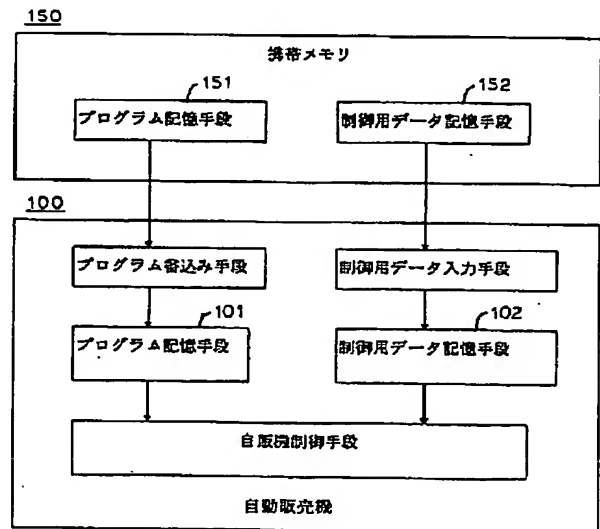 150
携帯メモリ
151
152
プログラム記憶手段
制御用データ記憶手段
100
プログラム書込み手段
制御用データ入力手段
101
102
プログラム記憶手段
制御用データ記憶手段
自販機制御手段
自動販売機